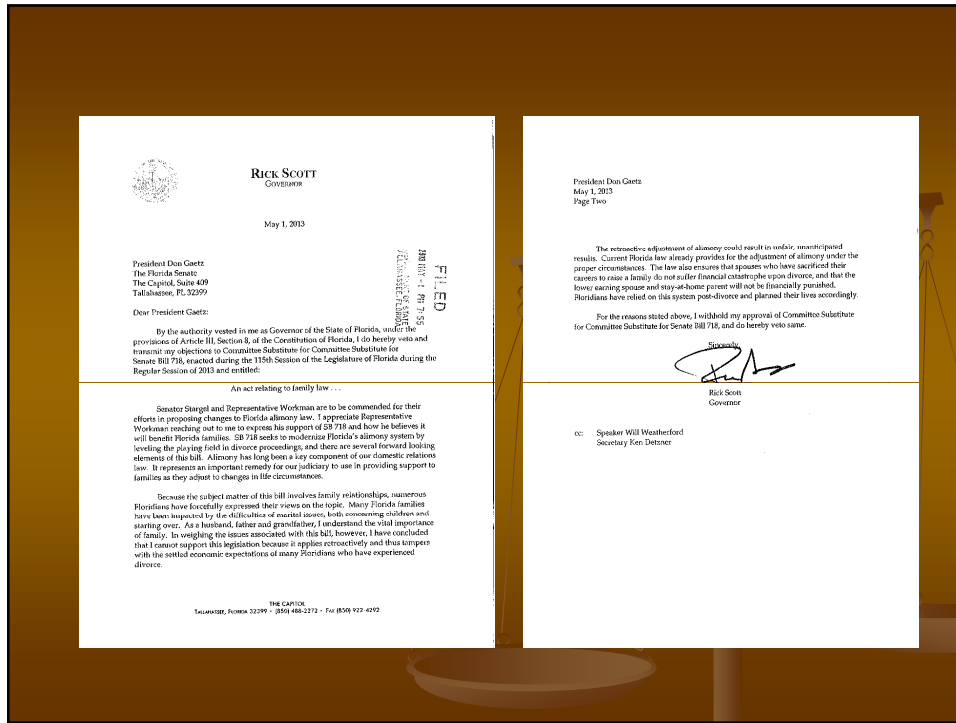 RICK SCOTT
GOVERNOR
May 1, 2013
President Don Gaetz
The Florida Senate
The Capitol, Suite 409
Tallahassee, FL 32399
FILED
2013 MAY -1 PM 7:55
OF STATE
TALLAHASSEE, FLORIDA
Dear President Gaetz:
By the authority vested in me as Governor of the State of Florida, under the
provisions of Article III, Section 8, of the Constitution of Florida, I do hereby veto and
transmit my objections to Committee Substitute for Committee Substitute for
Senate Bill 718, enacted during the 115th Session of the Legislature of Florida during the
Regular Session of 2013 and entitled:
An act relating to family law . . .
Senator Stargel and Representative Workman are to be commended for their
efforts in proposing changes to Florida alimony law. I appreciate Representative
Workman reaching out to me to express his support of SB 718 and how he believes it
will benefit Florida families. SB 718 seeks to modernize Florida's alimony system by
leveling the playing field in divorce proceedings, and there are several forward looking
elements of this bill. Alimony has long been a key component of our domestic relations
law. It represents an important remedy for our judiciary to use in providing support to
families as they adjust to changes in life circumstances.
Because the subject matter of this bill involves family relationships, numerous
Floridians have forcefully expressed their views on the topic. Many Florida families
have been impacted by the difficulties of marital issues, both concerning children and
starting over. As a husband, father and grandfather, I understand the vital importance
of family. In weighing the issues associated with this bill, however, I have concluded
that I cannot support this legislation because it applies retroactively and thus tampers
with the settled economic expectations of many Floridians who have experienced
divorce.
THE CAPITOL
TALLAHASSEE, FLORIDA 32399 • (850) 488-2272 • FAX (850) 922-4292
President Don Gaetz
May 1, 2013
Page Two
The retroactive adjustment of alimony could result in unfair, unanticipated
results. Current Florida law already provides for the adjustment of alimony under the
proper circumstances. The law also ensures that spouses who have sacrificed their
careers to raise a family do not suffer financial catastrophe upon divorce, and that the
lower earning spouse and stay-at-home parent will not be financially punished.
Floridians have relied on this system post-divorce and planned their lives accordingly.
For the reasons stated above, I withhold my approval of Committee Substitute
for Committee Substitute for Senate Bill 718, and do hereby veto same.
Sincerely,
Rick Scott
Governor
cc: Speaker Will Weatherford
Secretary Ken Detzner